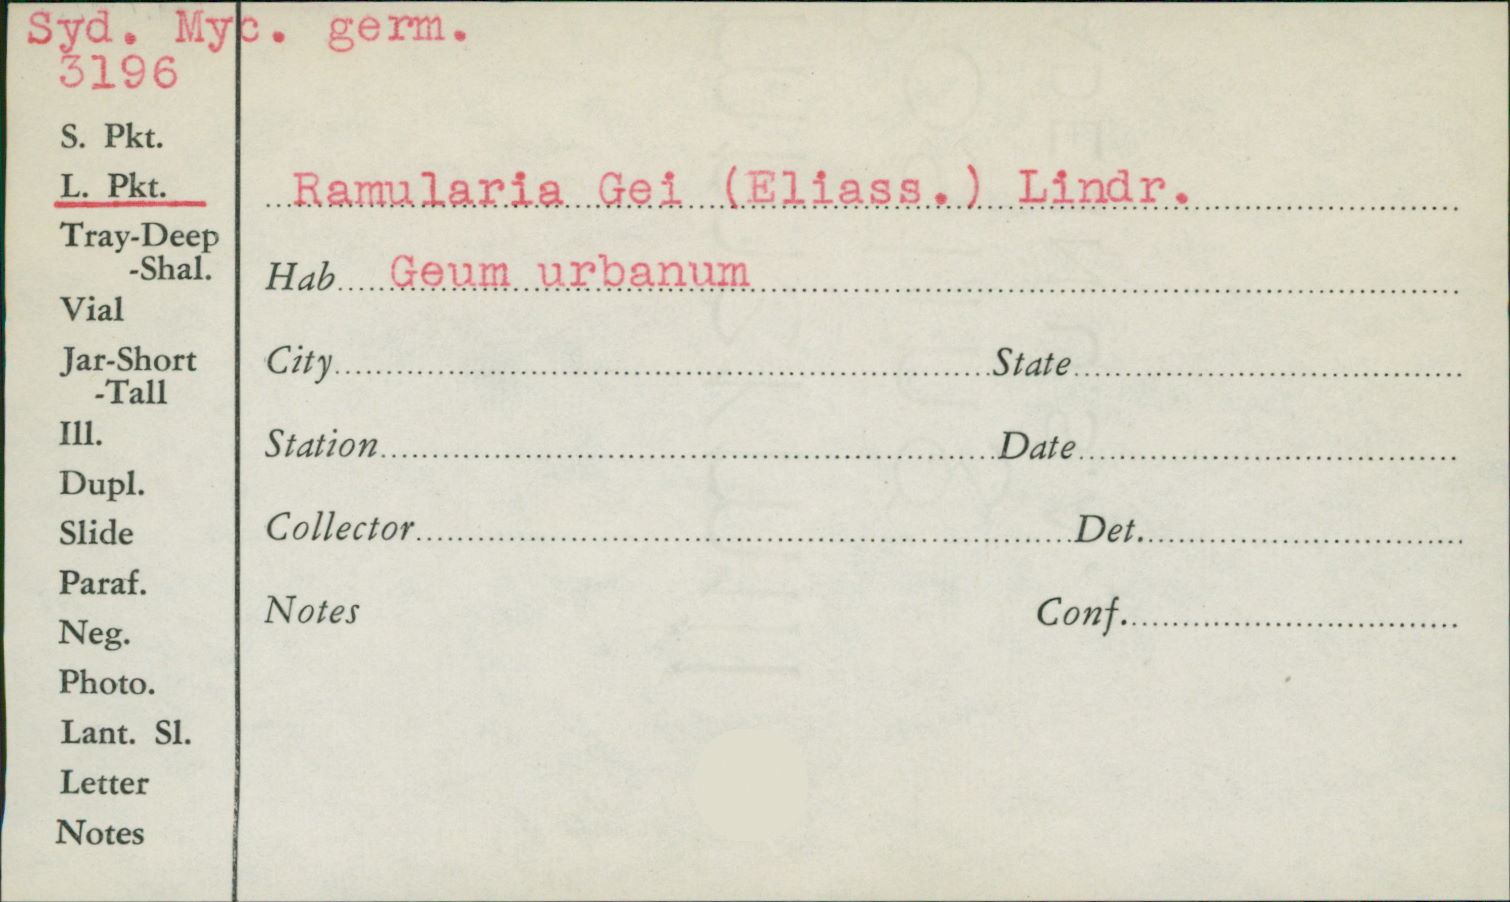 Syd. Myc. germ.
3196
S. Pkt.
L. Pkt.
Tray-Deep
-Shal.
Vial
Jar-Short
-Tall
Ill.
Dupl.
Slide
Paraf.
Neg.
Photo.
Lant. Sl.
Letter
Notes
Ramularia Gei (Eliass.) Lindr.
Hab Geum urbanum
City State
Station Date
Collector Det.
Notes Conf.